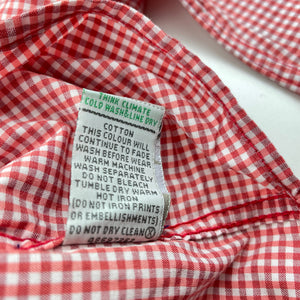 THINK CLIMATE
COLD WASH&LINE DRY
COTTON
THIS COLOUR WILL
CONTINUE TO FADE
WASH BEFORE WEAR
WARM MACHINE
WASH SEPARATELY
DO NOT BLEACH
TUMBLE DRY WARM
HOT IRON
(DO NOT IRON PRINTS
OR EMBELLISHMENTS)
DO NOT DRY CLEAN